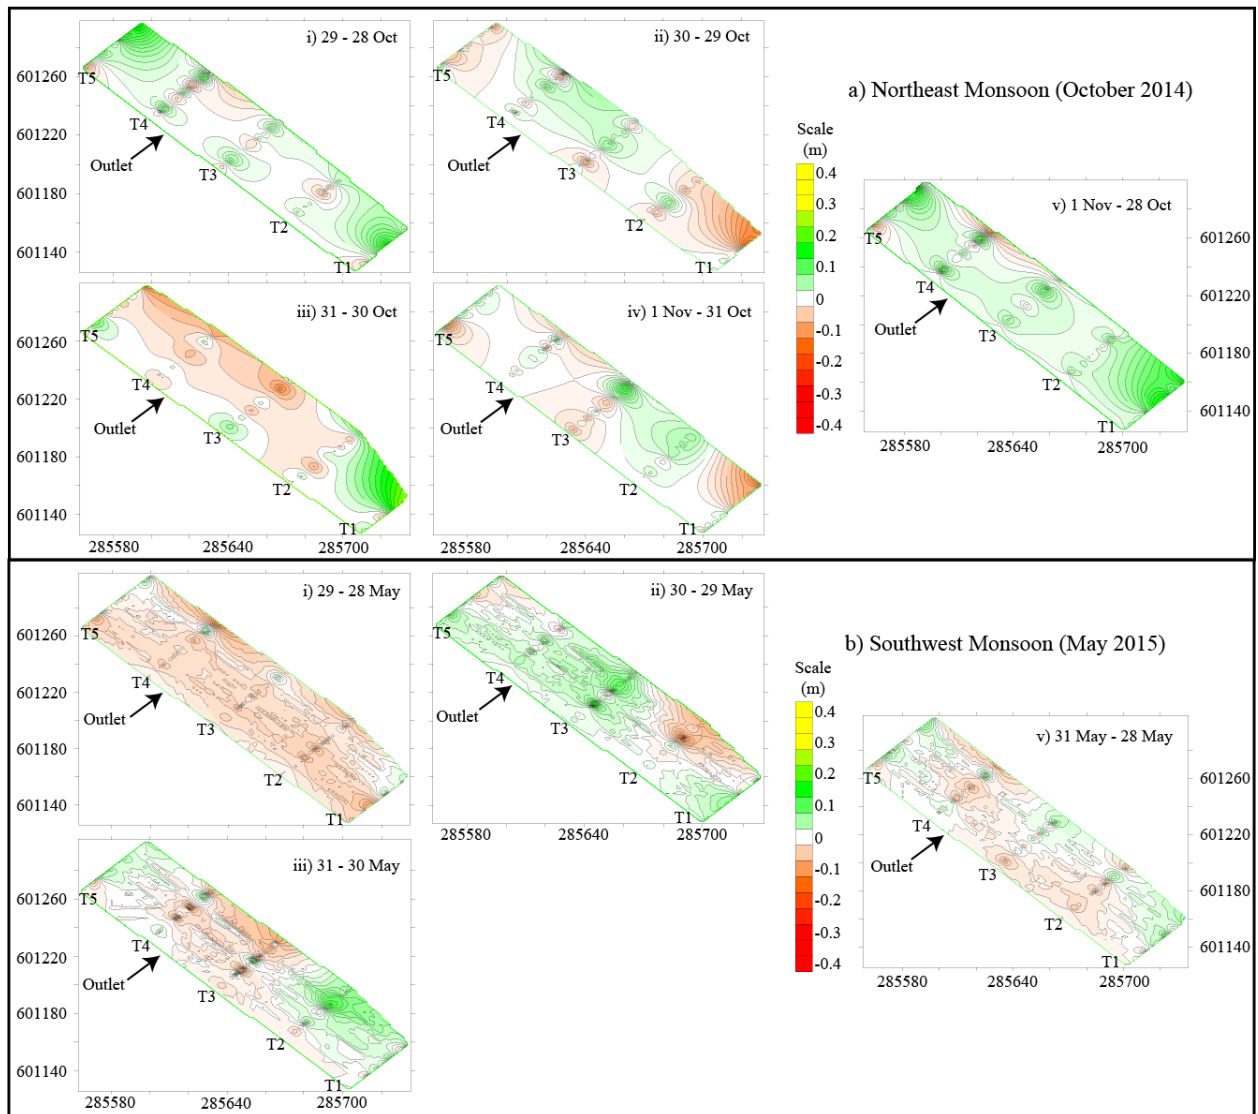 i) 29 - 28 Oct
601260
601220
601180
601140
T5
T4
Outlet
T3
T2
T1
ii) 30 - 29 Oct
T5
T4
Outlet
T3
T2
T1
a) Northeast Monsoon (October 2014)
Scale
(m)
0.4
0.3
0.2
0.1
0
-0.1
-0.2
-0.3
-0.4
v) 1 Nov - 28 Oct
T5
T4
Outlet
T3
T2
T1
601260
601220
601180
601140
285580
285640
285700
iii) 31 - 30 Oct
601260
601220
601180
601140
T5
T4
Outlet
T3
T2
T1
285580
285640
285700
iv) 1 Nov - 31 Oct
T5
T4
Outlet
T3
T2
T1
285580
285640
285700
i) 29 - 28 May
601260
601220
601180
601140
T5
T4
Outlet
T3
T2
T1
ii) 30 - 29 May
T5
T4
Outlet
T3
T2
T1
285580
285640
285700
b) Southwest Monsoon (May 2015)
Scale
(m)
0.4
0.3
0.2
0.1
0
-0.1
-0.2
-0.3
-0.4
v) 31 May - 28 May
T5
T4
Outlet
T3
T2
T1
601260
601220
601180
601140
285580
285640
285700
iii) 31 - 30 May
601260
601220
601180
601140
T5
T4
Outlet
T3
T2
T1
285580
285640
285700